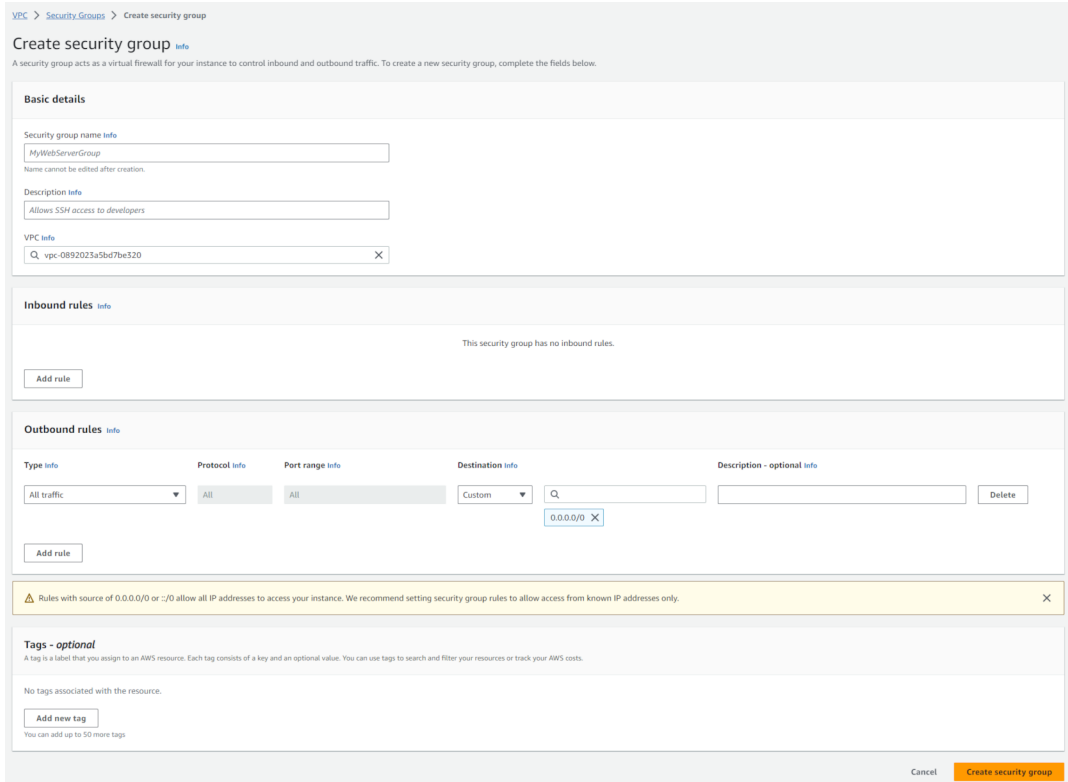 VPC > Security Groups > Create security group
Create security group Info
A security group acts as a virtual firewall for your instance to control inbound and outbound traffic. To create a new security group, complete the fields below.
Basic details
Security group name Info
MyWebServerGroup
Name cannot be edited after creation.
Description Info
Allows SSH access to developers
VPC Info
vpc-0892023a5bd7be320
Inbound rules Info
This security group has no inbound rules.
Add rule
Outbound rules Info
Type Info Protocol Info Port range Info Destination Info Description - optional Info
All traffic All All Custom Delete
0.0.0.0/0
Add rule
Rules with source of 0.0.0.0/0 or ::/0 allow all IP addresses to access your instance. We recommend setting security group rules to allow access from known IP addresses only.
Tags - optional
A tag is a label that you assign to an AWS resource. Each tag consists of a key and an optional value. You can use tags to search and filter your resources or track your AWS costs.
No tags associated with the resource.
Add new tag
You can add up to 50 more tags
Cancel Create security group